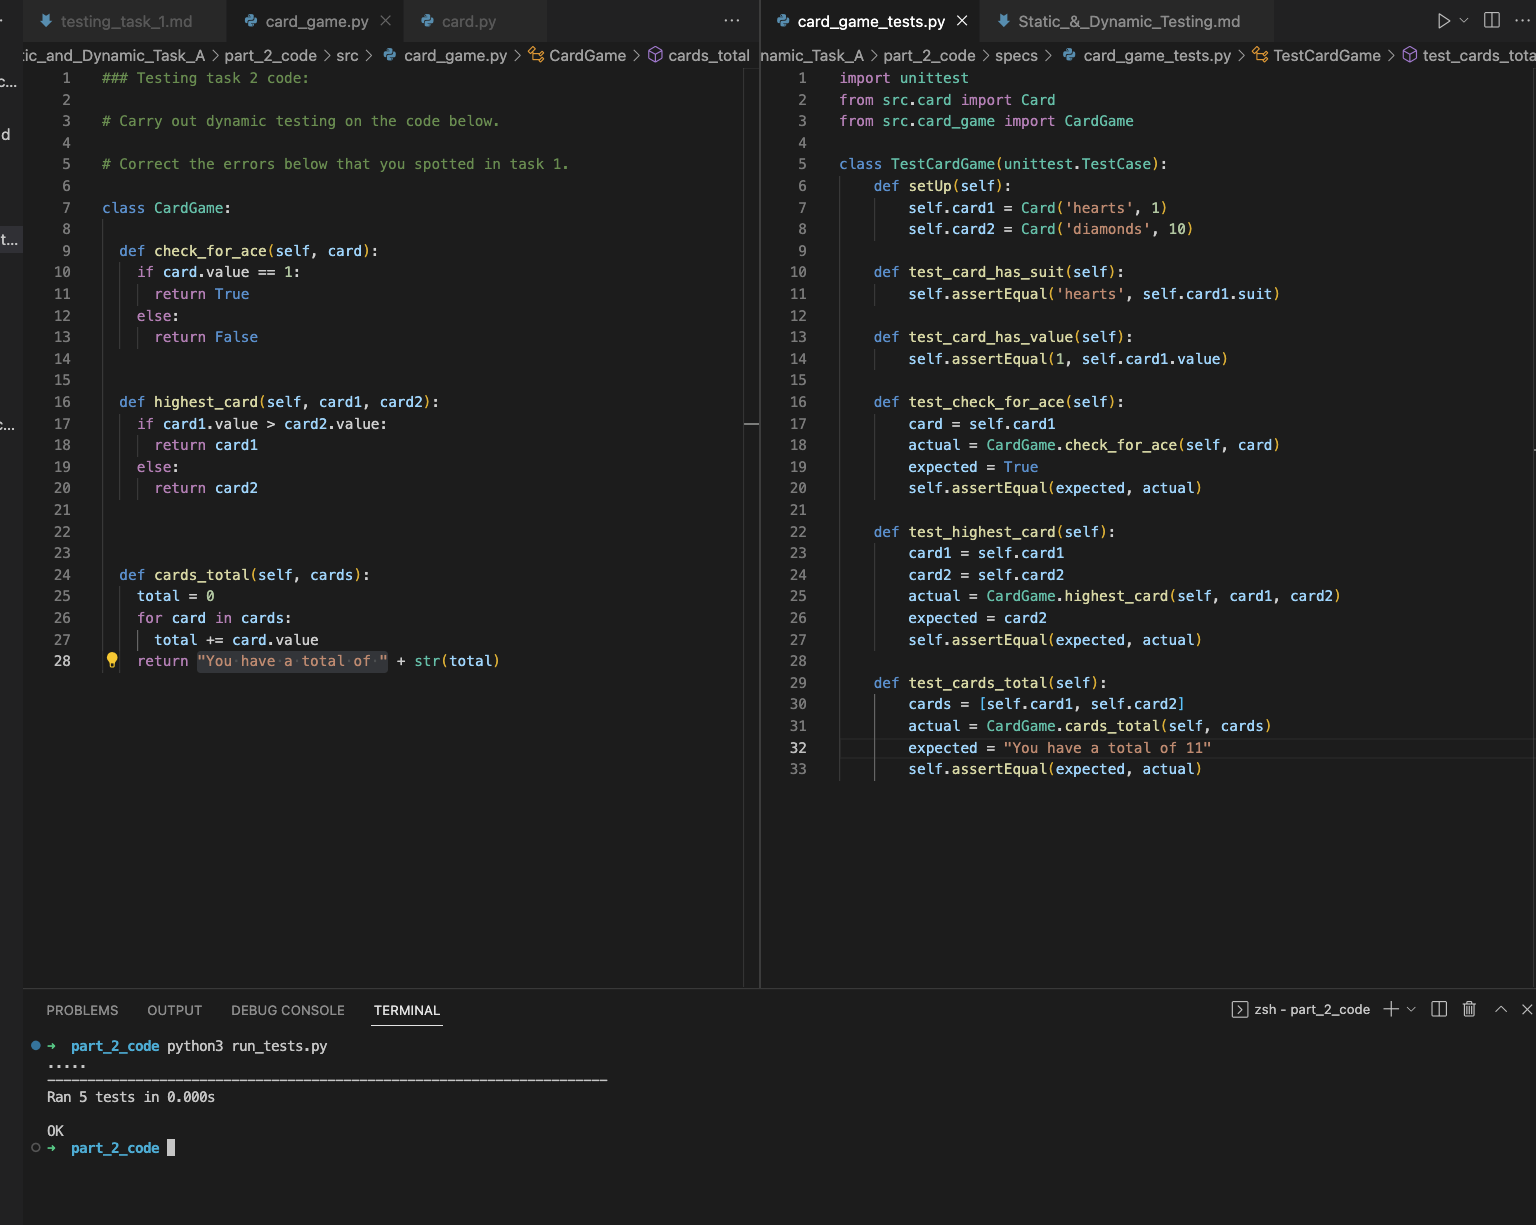 testing_task_1.md
card_game.py
card.py
ic_and_Dynamic_Task_A > part_2_code > src > card_game.py > CardGame > cards_total
1 ### Testing task 2 code:
2
3 # Carry out dynamic testing on the code below.
4
5 # Correct the errors below that you spotted in task 1.
6
7 class CardGame:
8
9 def check_for_ace(self, card):
10 if card.value == 1:
11 return True
12 else:
13 return False
14
15
16 def highest_card(self, card1, card2):
17 if card1.value > card2.value:
18 return card1
19 else:
20 return card2
21
22
23
24 def cards_total(self, cards):
25 total = 0
26 for card in cards:
27 total += card.value
28 return "You have a total of " + str(total)
card_game_tests.py
Static_&_Dynamic_Testing.md
namic_Task_A > part_2_code > specs > card_game_tests.py > TestCardGame > test_cards_tota
1 import unittest
2 from src.card import Card
3 from src.card_game import CardGame
4
5 class TestCardGame(unittest.TestCase):
6 def setUp(self):
7 self.card1 = Card('hearts', 1)
8 self.card2 = Card('diamonds', 10)
9
10 def test_card_has_suit(self):
11 self.assertEqual('hearts', self.card1.suit)
12
13 def test_card_has_value(self):
14 self.assertEqual(1, self.card1.value)
15
16 def test_check_for_ace(self):
17 card = self.card1
18 actual = CardGame.check_for_ace(self, card)
19 expected = True
20 self.assertEqual(expected, actual)
21
22 def test_highest_card(self):
23 card1 = self.card1
24 card2 = self.card2
25 actual = CardGame.highest_card(self, card1, card2)
26 expected = card2
27 self.assertEqual(expected, actual)
28
29 def test_cards_total(self):
30 cards = [self.card1, self.card2]
31 actual = CardGame.cards_total(self, cards)
32 expected = "You have a total of 11"
33 self.assertEqual(expected, actual)
c...
d
t...
c...
PROBLEMS OUTPUT DEBUG CONSOLE TERMINAL
zsh - part_2_code
→ part_2_code python3 run_tests.py
.....
----------------------------------------------------------------------
Ran 5 tests in 0.000s
OK
→ part_2_code